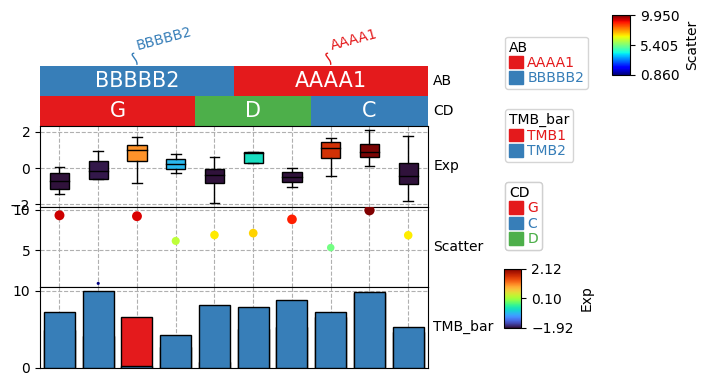 BBBBB2 AAAA1
BBBBB2 AAAA1 AB
G D C CD
2
0
−2
Exp
10
5
Scatter
10
0
TMB_bar
AB
AAAA1
BBBBB2
TMB_bar
TMB1
TMB2
CD
G
C
D
2.12
0.10
−1.92
Exp
9.950
5.405
0.860
Scatter